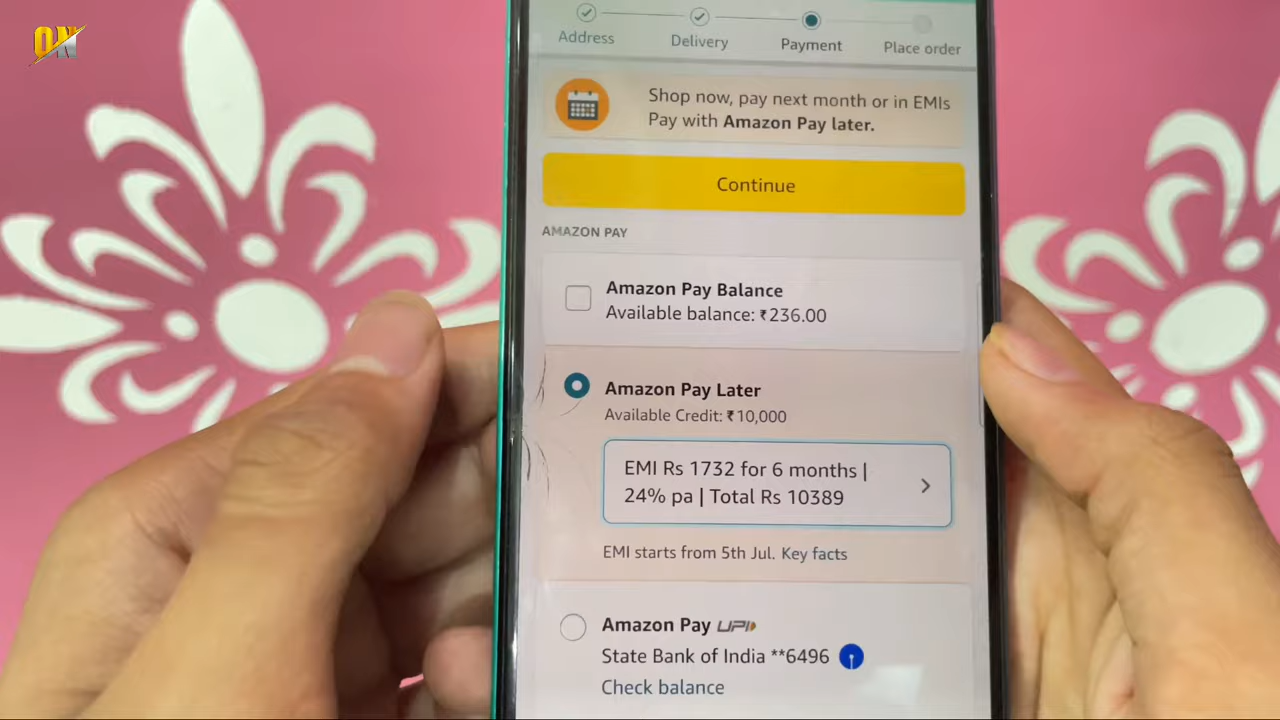 ON
Address
Delivery
Payment
Place order
Shop now, pay next month or in EMIs
Pay with Amazon Pay later.
Continue
AMAZON PAY
Amazon Pay Balance
Available balance: ₹236.00
Amazon Pay Later
Available Credit: ₹10,000
EMI Rs 1732 for 6 months |
24% pa | Total Rs 10389
EMI starts from 5th Jul. Key facts
Amazon Pay UPI
State Bank of India **6496
Check balance